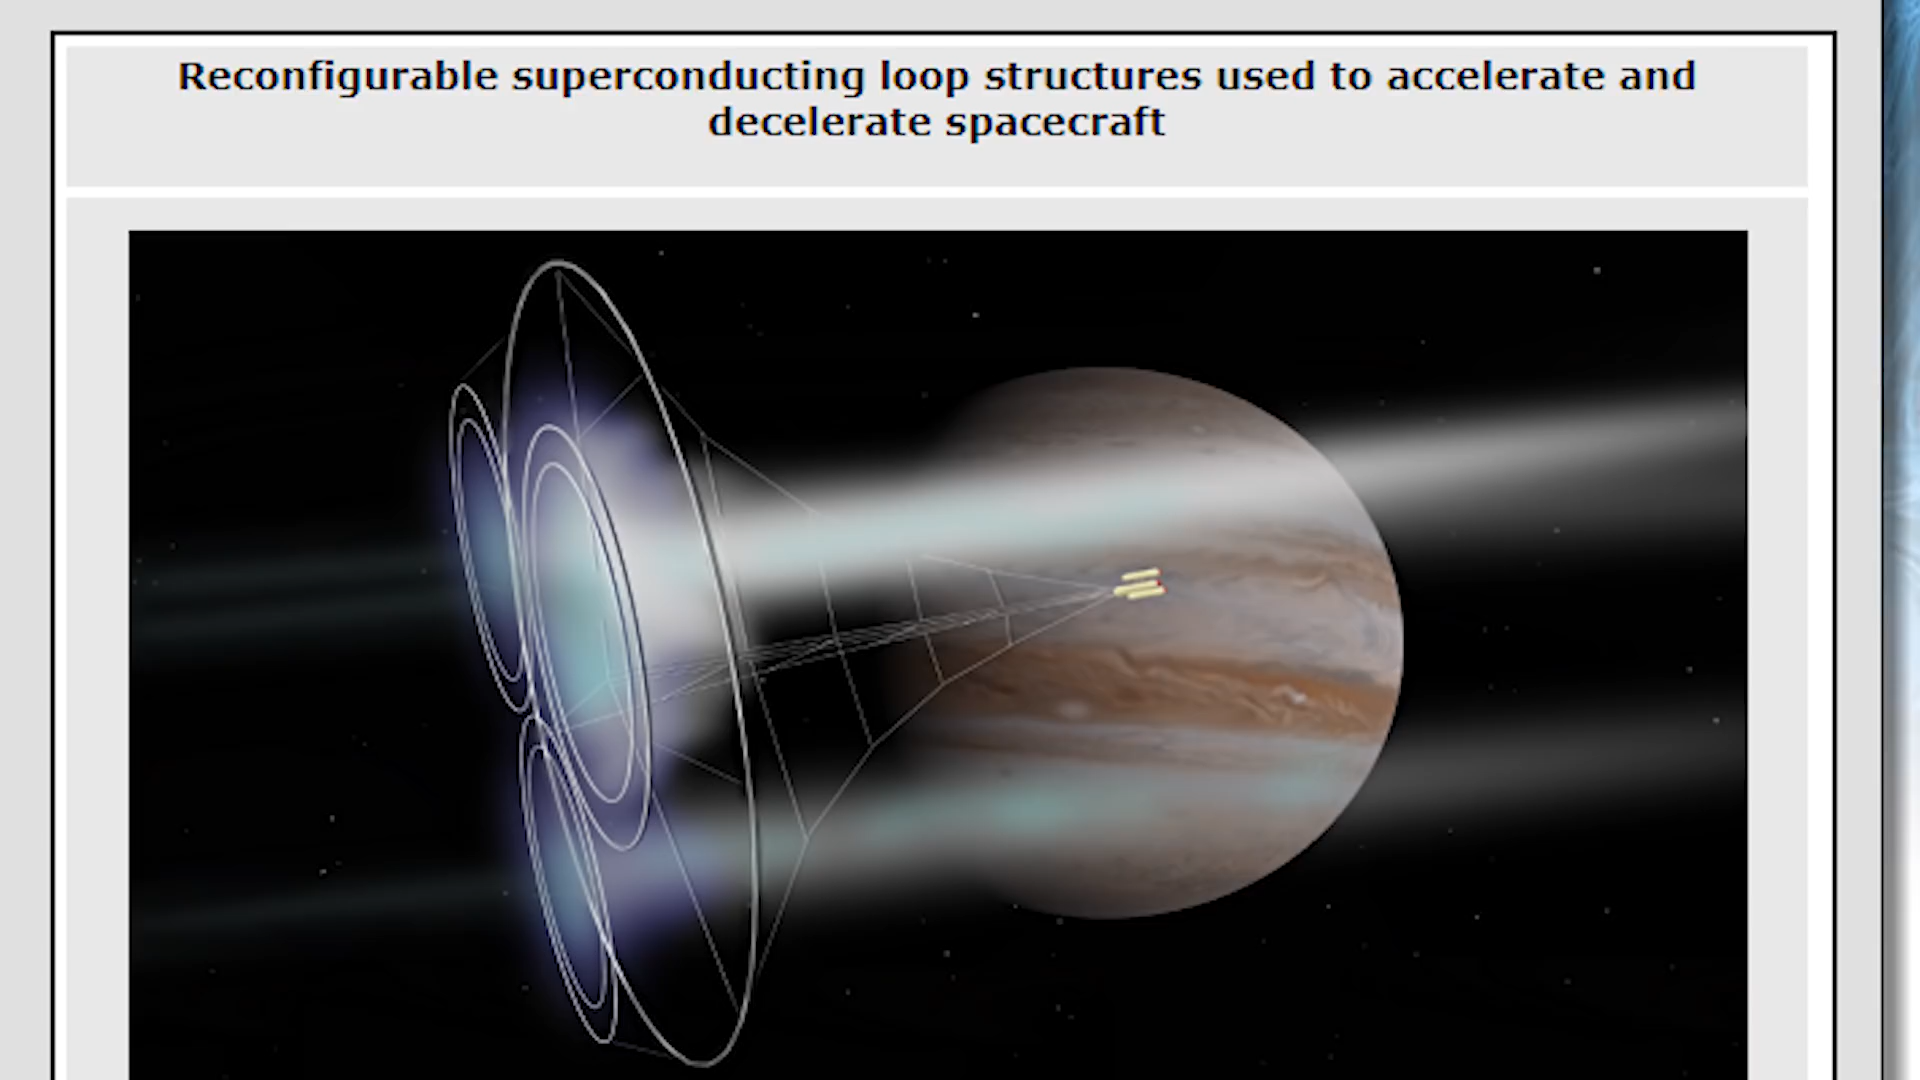 Reconfigurable superconducting loop structures used to accelerate and
decelerate spacecraft